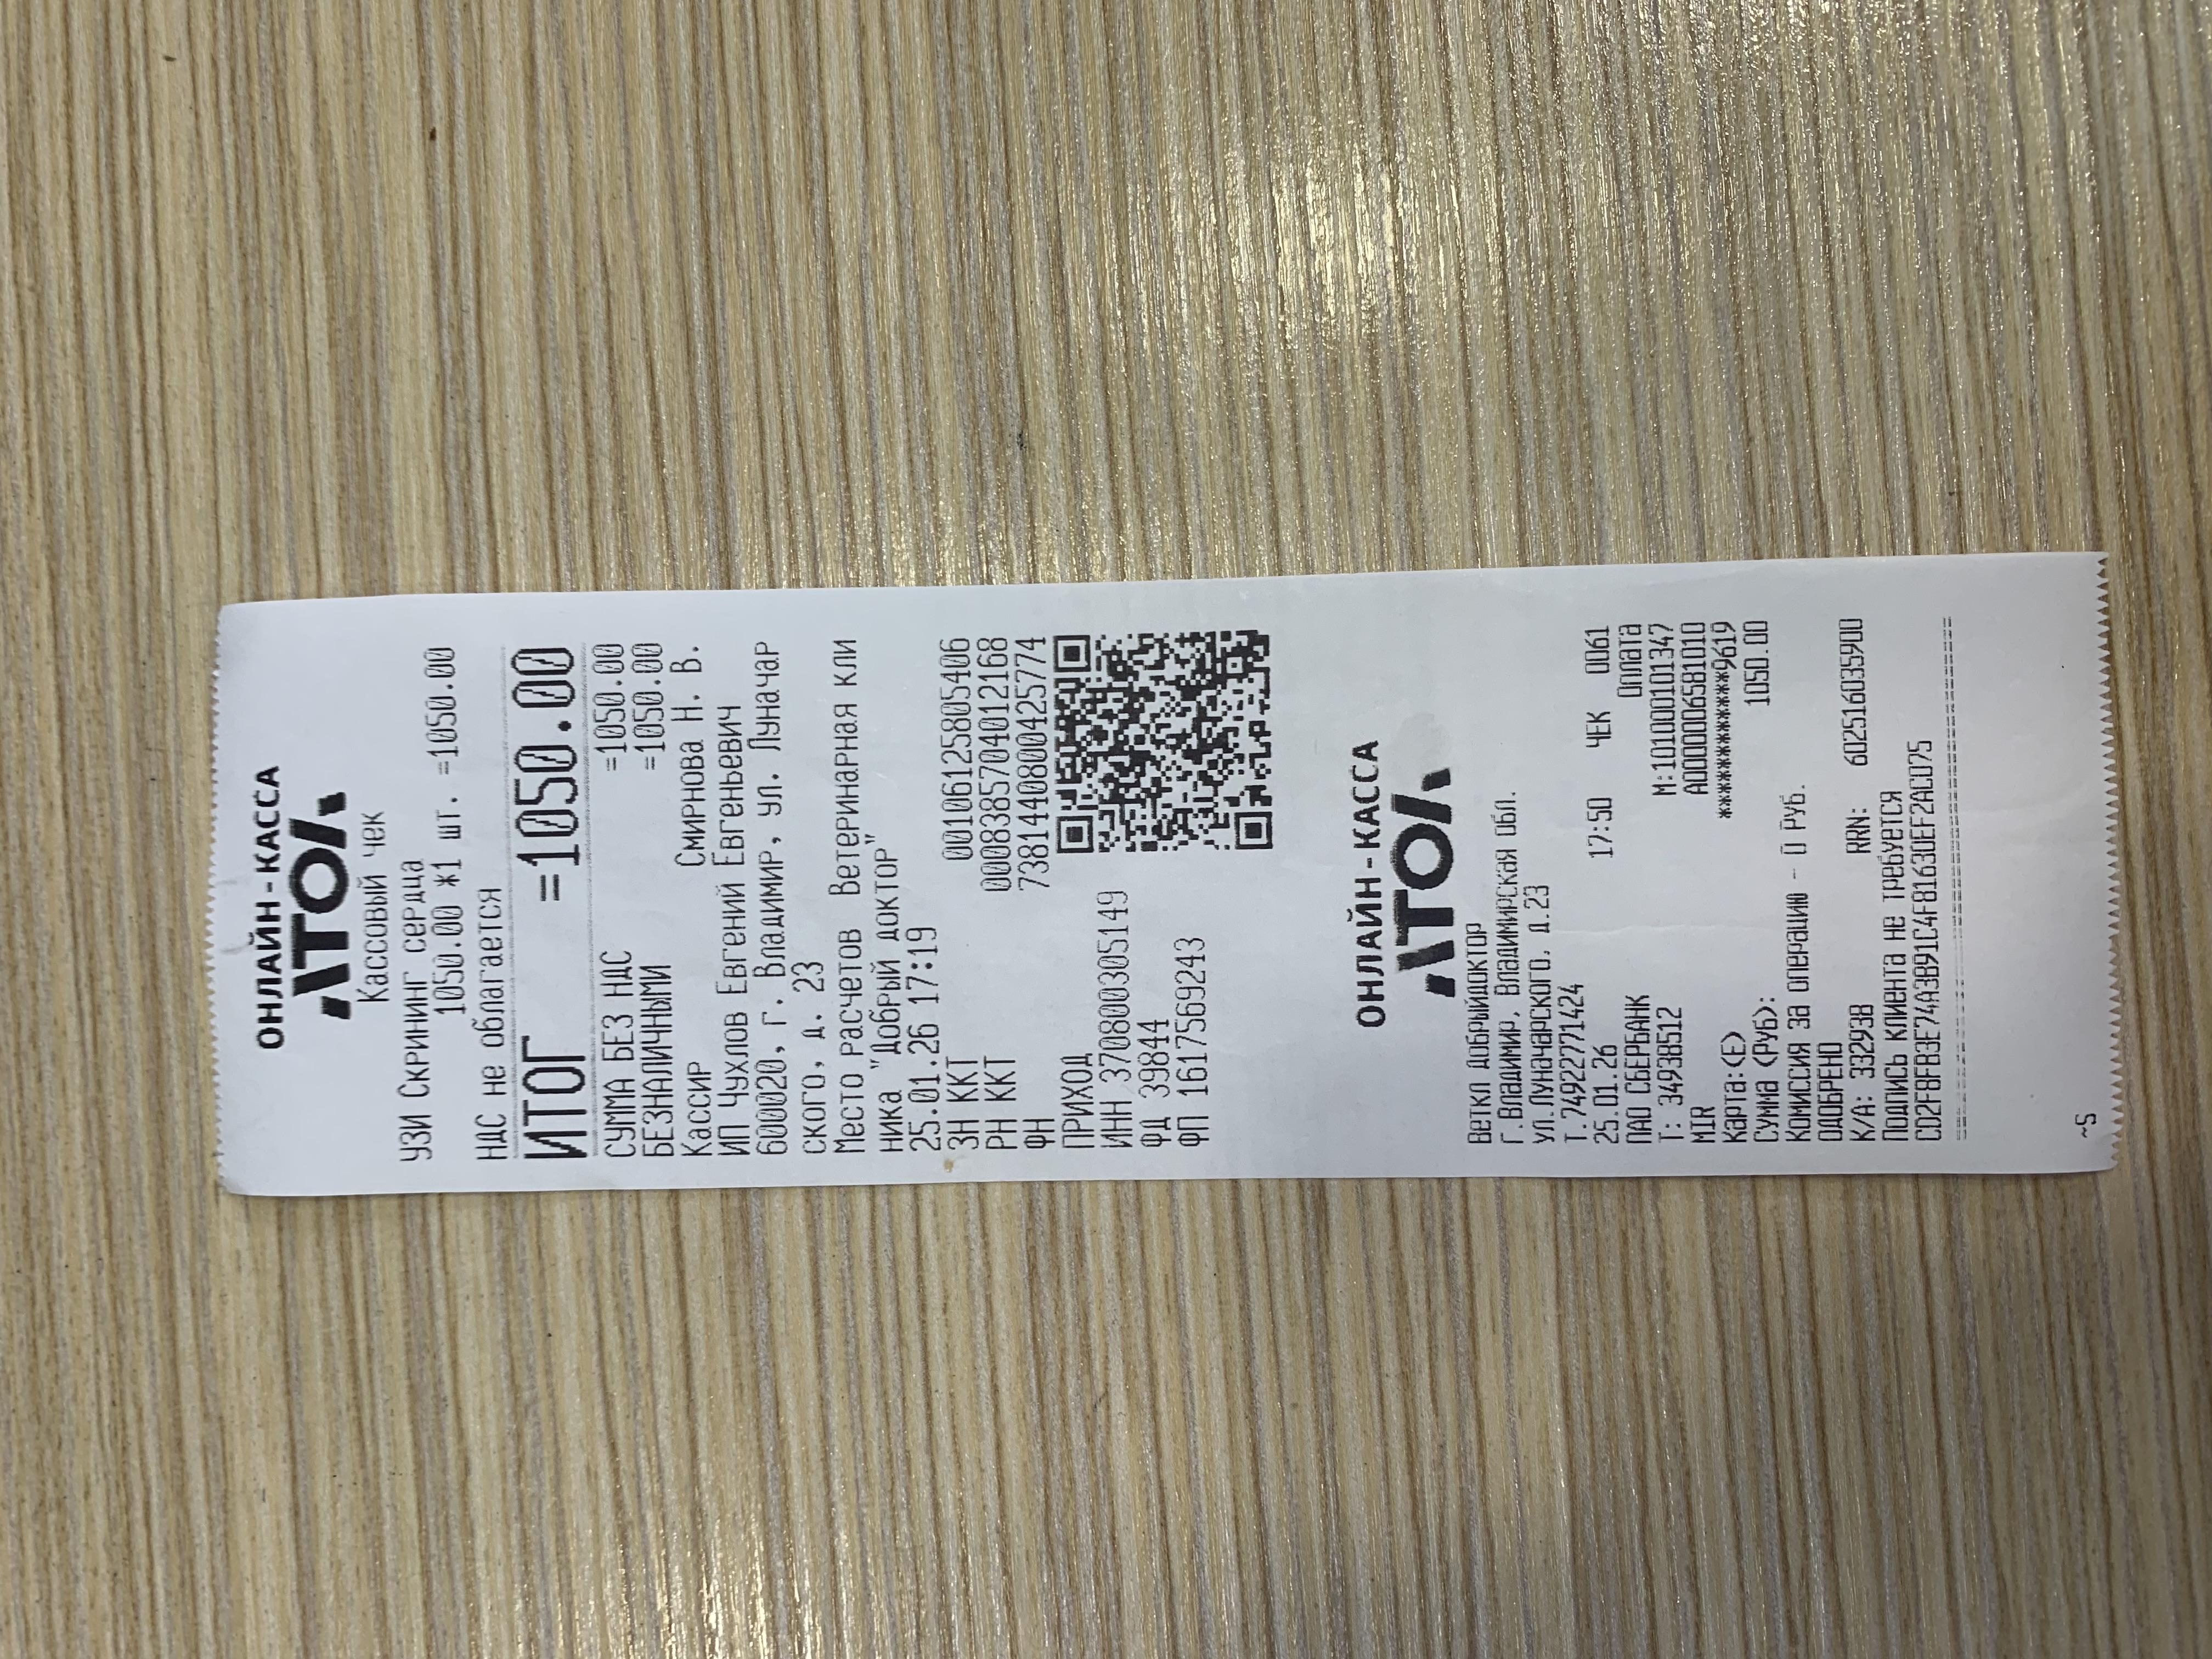 ОНЛАЙН-КАССА
АТОЛ
Кассовый чек
УЗИ Скрининг сердца
1050.00 *1 шт. =1050.00
НДС не облагается
ИТОГ =1050.00
СУММА БЕЗ НДС =1050.00
БЕЗНАЛИЧНЫМИ =1050.00
Кассир Смирнова Н. В.
ИП Чухлов Евгений Евгеньевич
600020, г. Владимир, ул. Луначар
ского, д. 23
Место расчетов Ветеринарная кли
ника "Добрый доктор"
25.01.26 17:19
ЗН ККТ 00106125805406
РН ККТ 0008385704012168
ФН 7381440800425774
ПРИХОД
ИНН 370800305149
ФД 39844
ФП 1617569243
ОНЛАЙН-КАССА
АТОЛ
ВЕТКЛ ДОБРЫЙДОКТОР
Г.Владимир, Владимирская Обл.
ул.Луначарского, д.23
Т.74922771424
25.01.26 17:50 ЧЕК 0061
ПАО СБЕРБАНК Оплата
Т: 34938512 М:101000101347
MIR A0000006581010
Карта:(E) ************9619
Сумма (Руб): 1050.00
Комиссия за операцию - 0 Руб.
ОДОБРЕНО
К/А: 332938 RRN: 602516035900
Подпись клиента не требуется
CD2F8FB3E74A3B91C4F81630EF2ACD75
================================
~S